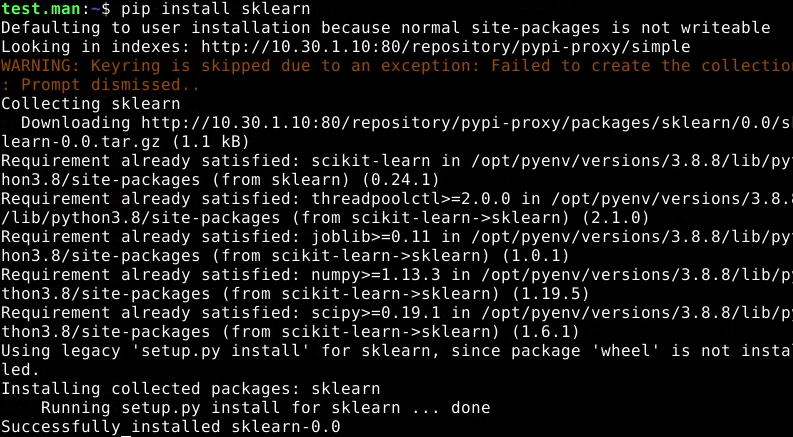 test.man:~$ pip install sklearn
Defaulting to user installation because normal site-packages is not writeable
Looking in indexes: http://10.30.1.10:80/repository/pypi-proxy/simple
WARNING: Keyring is skipped due to an exception: Failed to create the collection
: Prompt dismissed..
Collecting sklearn
  Downloading http://10.30.1.10:80/repository/pypi-proxy/packages/sklearn/0.0/sk
learn-0.0.tar.gz (1.1 kB)
Requirement already satisfied: scikit-learn in /opt/pyenv/versions/3.8.8/lib/pyt
hon3.8/site-packages (from sklearn) (0.24.1)
Requirement already satisfied: threadpoolctl>=2.0.0 in /opt/pyenv/versions/3.8.8
/lib/python3.8/site-packages (from scikit-learn->sklearn) (2.1.0)
Requirement already satisfied: joblib>=0.11 in /opt/pyenv/versions/3.8.8/lib/pyt
hon3.8/site-packages (from scikit-learn->sklearn) (1.0.1)
Requirement already satisfied: numpy>=1.13.3 in /opt/pyenv/versions/3.8.8/lib/py
thon3.8/site-packages (from scikit-learn->sklearn) (1.19.5)
Requirement already satisfied: scipy>=0.19.1 in /opt/pyenv/versions/3.8.8/lib/py
thon3.8/site-packages (from scikit-learn->sklearn) (1.6.1)
Using legacy 'setup.py install' for sklearn, since package 'wheel' is not instal
led.
Installing collected packages: sklearn
    Running setup.py install for sklearn ... done
Successfully installed sklearn-0.0